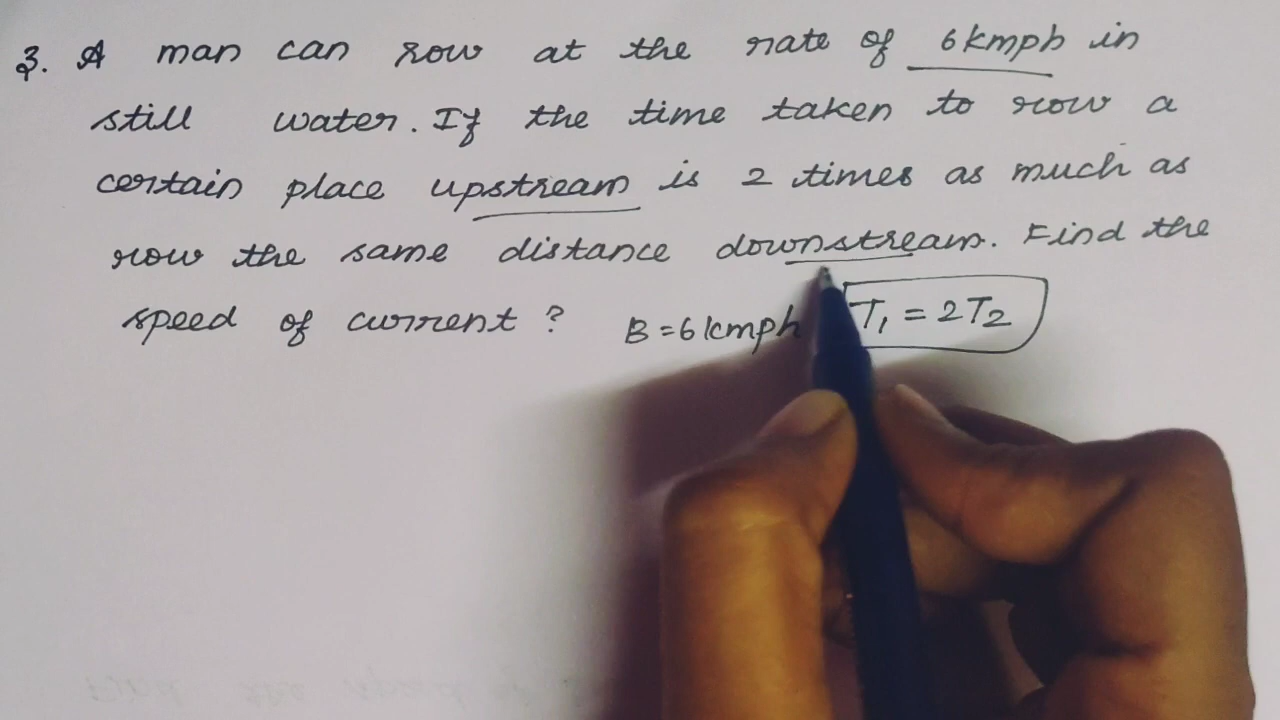 3. A man can row at the rate of 6kmph in
still water. If the time taken to row a
certain place upstream is 2 times as much as
row the same distance downstream. Find the
speed of current ? B = 6 kmph T₁ = 2T₂